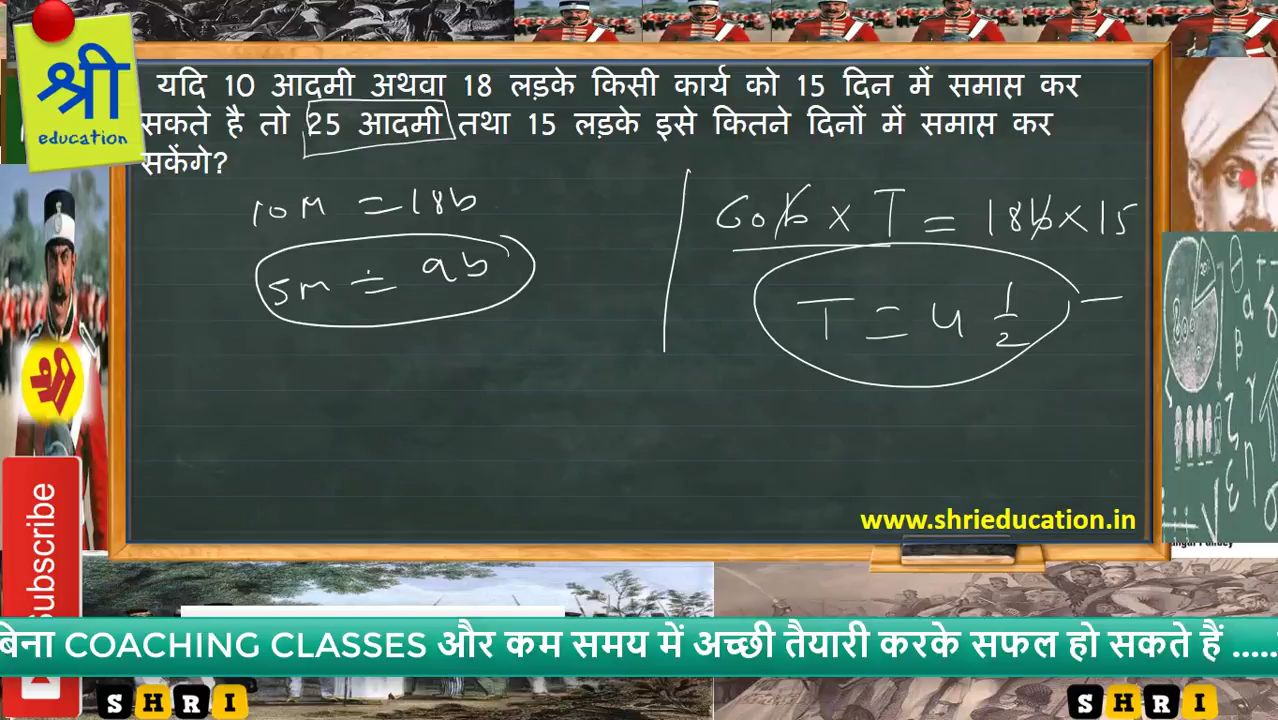 श्री
education
यदि 10 आदमी अथवा 18 लड़के किसी कार्य को 15 दिन में समाप्त कर
सकते है तो 25 आदमी तथा 15 लड़के इसे कितने दिनों में समाप्त कर
सकेंगे?
10M = 18b
5M = 9b
60b × T = 18b × 15
T = 4 1/2
www.shrieducation.in
श्री
Subscribe
बिना COACHING CLASSES और कम समय में अच्छी तैयारी करके सफल हो सकते हैं .....
SHRI
SHRI